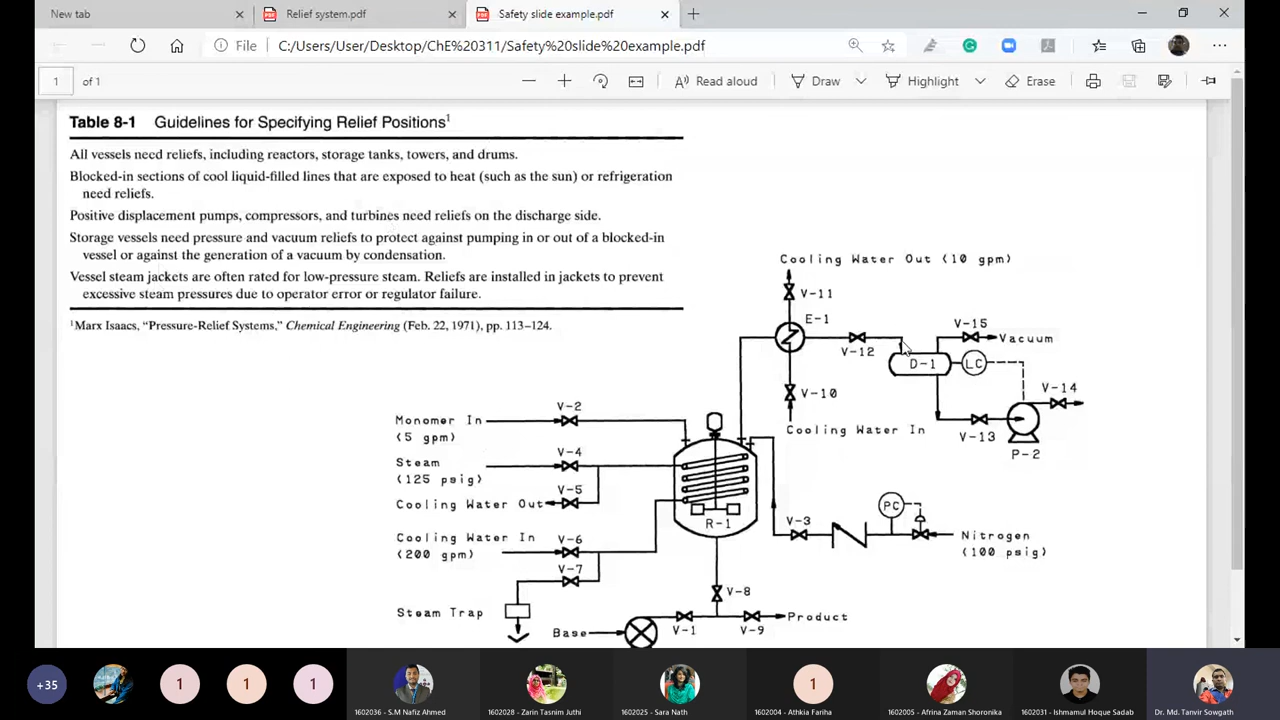 New tab
Relief system.pdf
Safety slide example.pdf
File
C:/Users/User/Desktop/ChE%20311/Safety%20slide%20example.pdf
1 of 1
Read aloud
Draw
Highlight
Erase
Table 8-1 Guidelines for Specifying Relief Positions1
All vessels need reliefs, including reactors, storage tanks, towers, and drums.
Blocked-in sections of cool liquid-filled lines that are exposed to heat (such as the sun) or refrigeration
need reliefs.
Positive displacement pumps, compressors, and turbines need reliefs on the discharge side.
Storage vessels need pressure and vacuum reliefs to protect against pumping in or out of a blocked-in
vessel or against the generation of a vacuum by condensation.
Vessel steam jackets are often rated for low-pressure steam. Reliefs are installed in jackets to prevent
excessive steam pressures due to operator error or regulator failure.
1Marx Isaacs, “Pressure-Relief Systems,” Chemical Engineering (Feb. 22, 1971), pp. 113–124.
Cooling Water Out (10 gpm)
V-11
E-1
V-12
V-15
Vacuum
D-1
LC
V-14
V-10
Cooling Water In
V-13
P-2
Monomer In
(5 gpm)
V-2
Steam
(125 psig)
V-4
V-5
Cooling Water Out
R-1
PC
V-3
Nitrogen
(100 psig)
Cooling Water In
(200 gpm)
V-6
V-7
V-8
Steam Trap
Base
V-1
V-9
Product
+35
1
1
1
1
1602036 - S.M Nafiz Ahmed
1602028 - Zarin Tasnim Juthi
1602025 - Sara Nath
1602004 - Athkia Fariha
1602005 - Afrina Zaman Shoronika
1602031 - Ishmamul Hoque Sadab
Dr. Md. Tanvir Sowgath